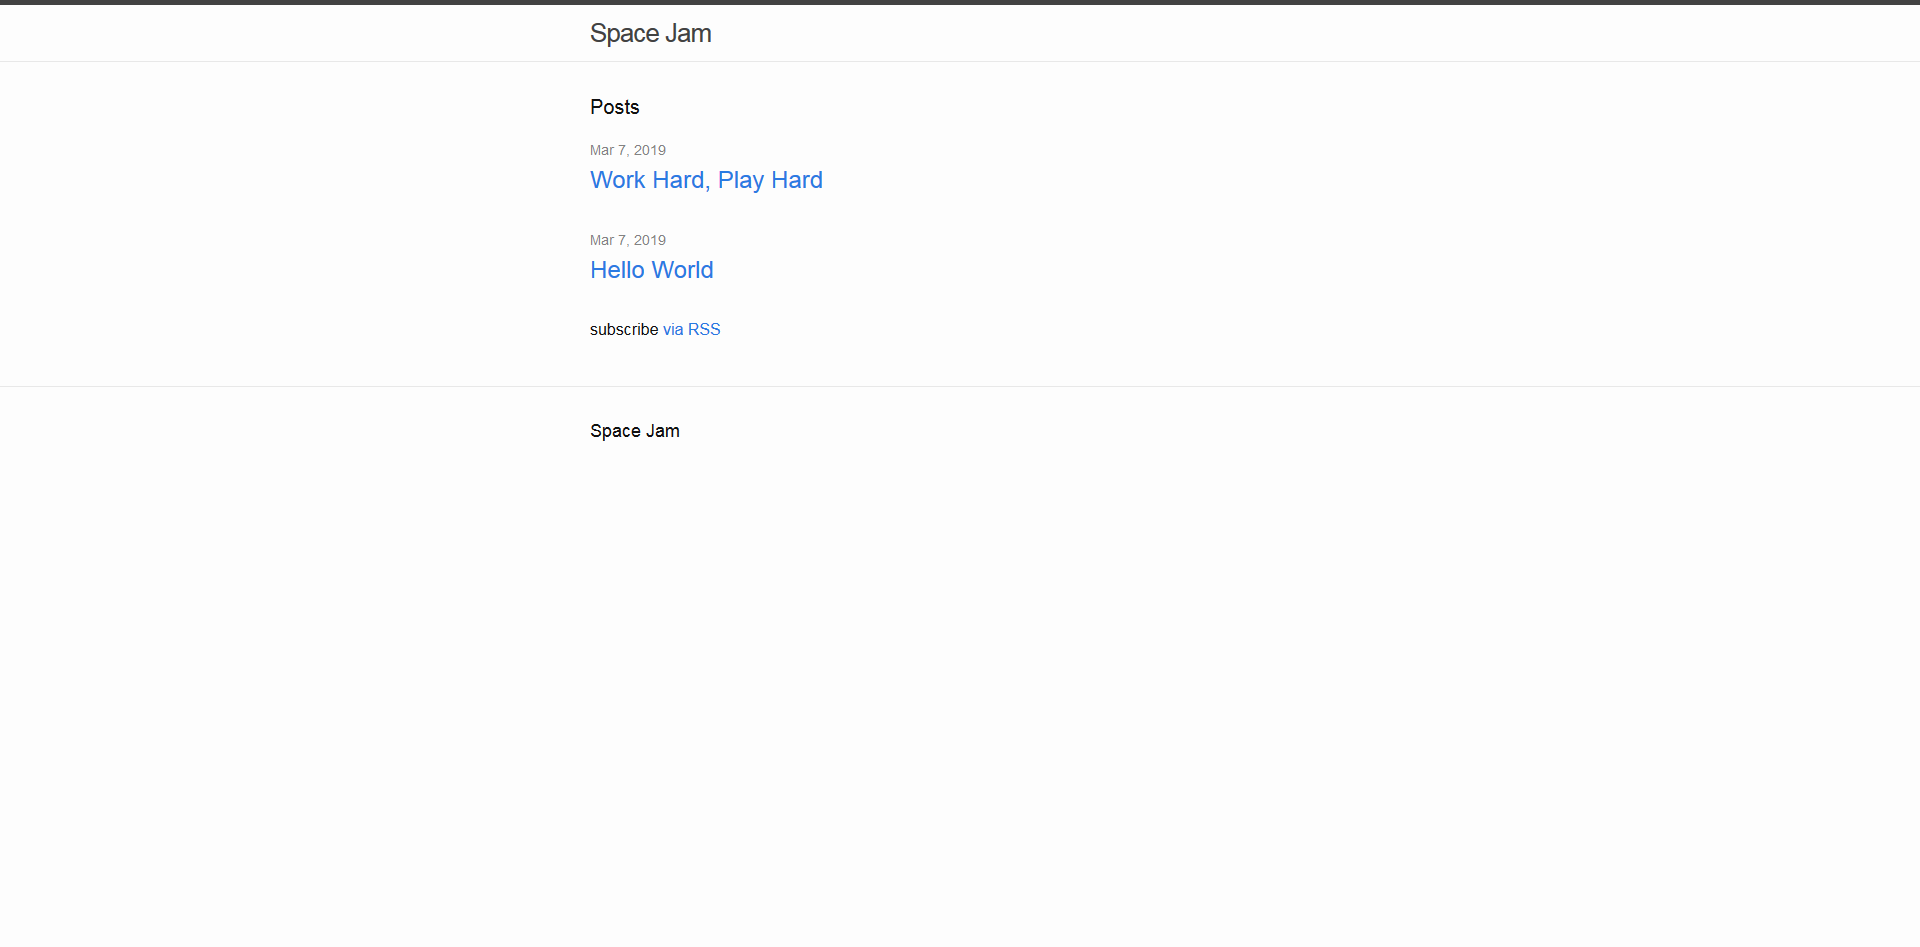 Space Jam
Posts
Mar 7, 2019
Work Hard, Play Hard
Mar 7, 2019
Hello World
subscribe via RSS
Space Jam